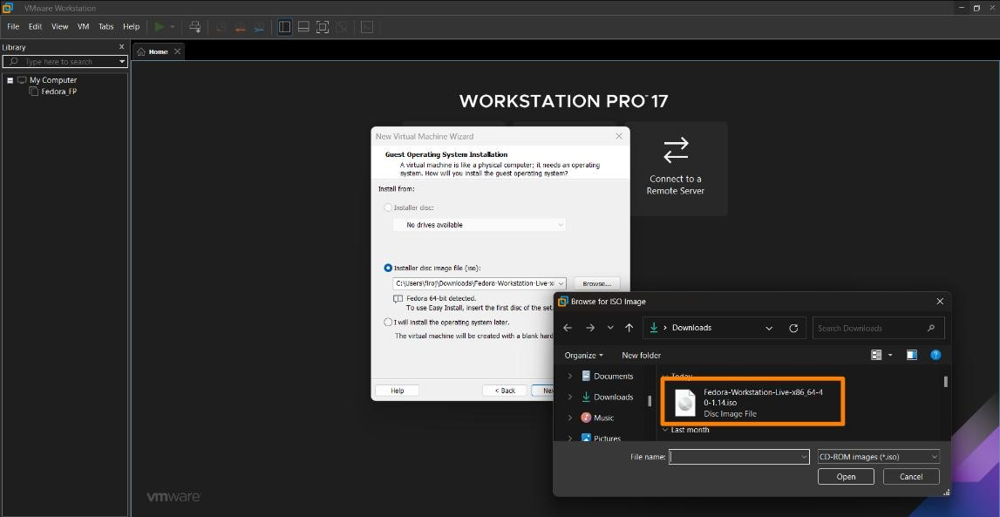 VMware Workstation
File Edit View VM Tabs Help
Library
Type here to search
My Computer
Fedora_FP
Home
WORKSTATION PRO™ 17
Connect to a
Remote Server
New Virtual Machine Wizard
Guest Operating System Installation
A virtual machine is like a physical computer; it needs an operating
system. How will you install the guest operating system?
Install from:
Installer disc:
No drives available
Installer disc image file (iso):
C:\Users\firoj\Downloads\Fedora-Workstation-Live-x8
Browse...
Fedora 64-bit detected.
To use Easy Install, insert the first disc of the set.
I will install the operating system later.
The virtual machine will be created with a blank hard
Help
< Back
Nex
Browse for ISO Image
Downloads
Search Downloads
Organize
New folder
Documents
Downloads
Music
Pictures
Today
Fedora-Workstation-Live-x86_64-4
0-1.14.iso
Disc Image File
Last month
File name:
CD-ROM images (*.iso)
Open
Cancel
vmware